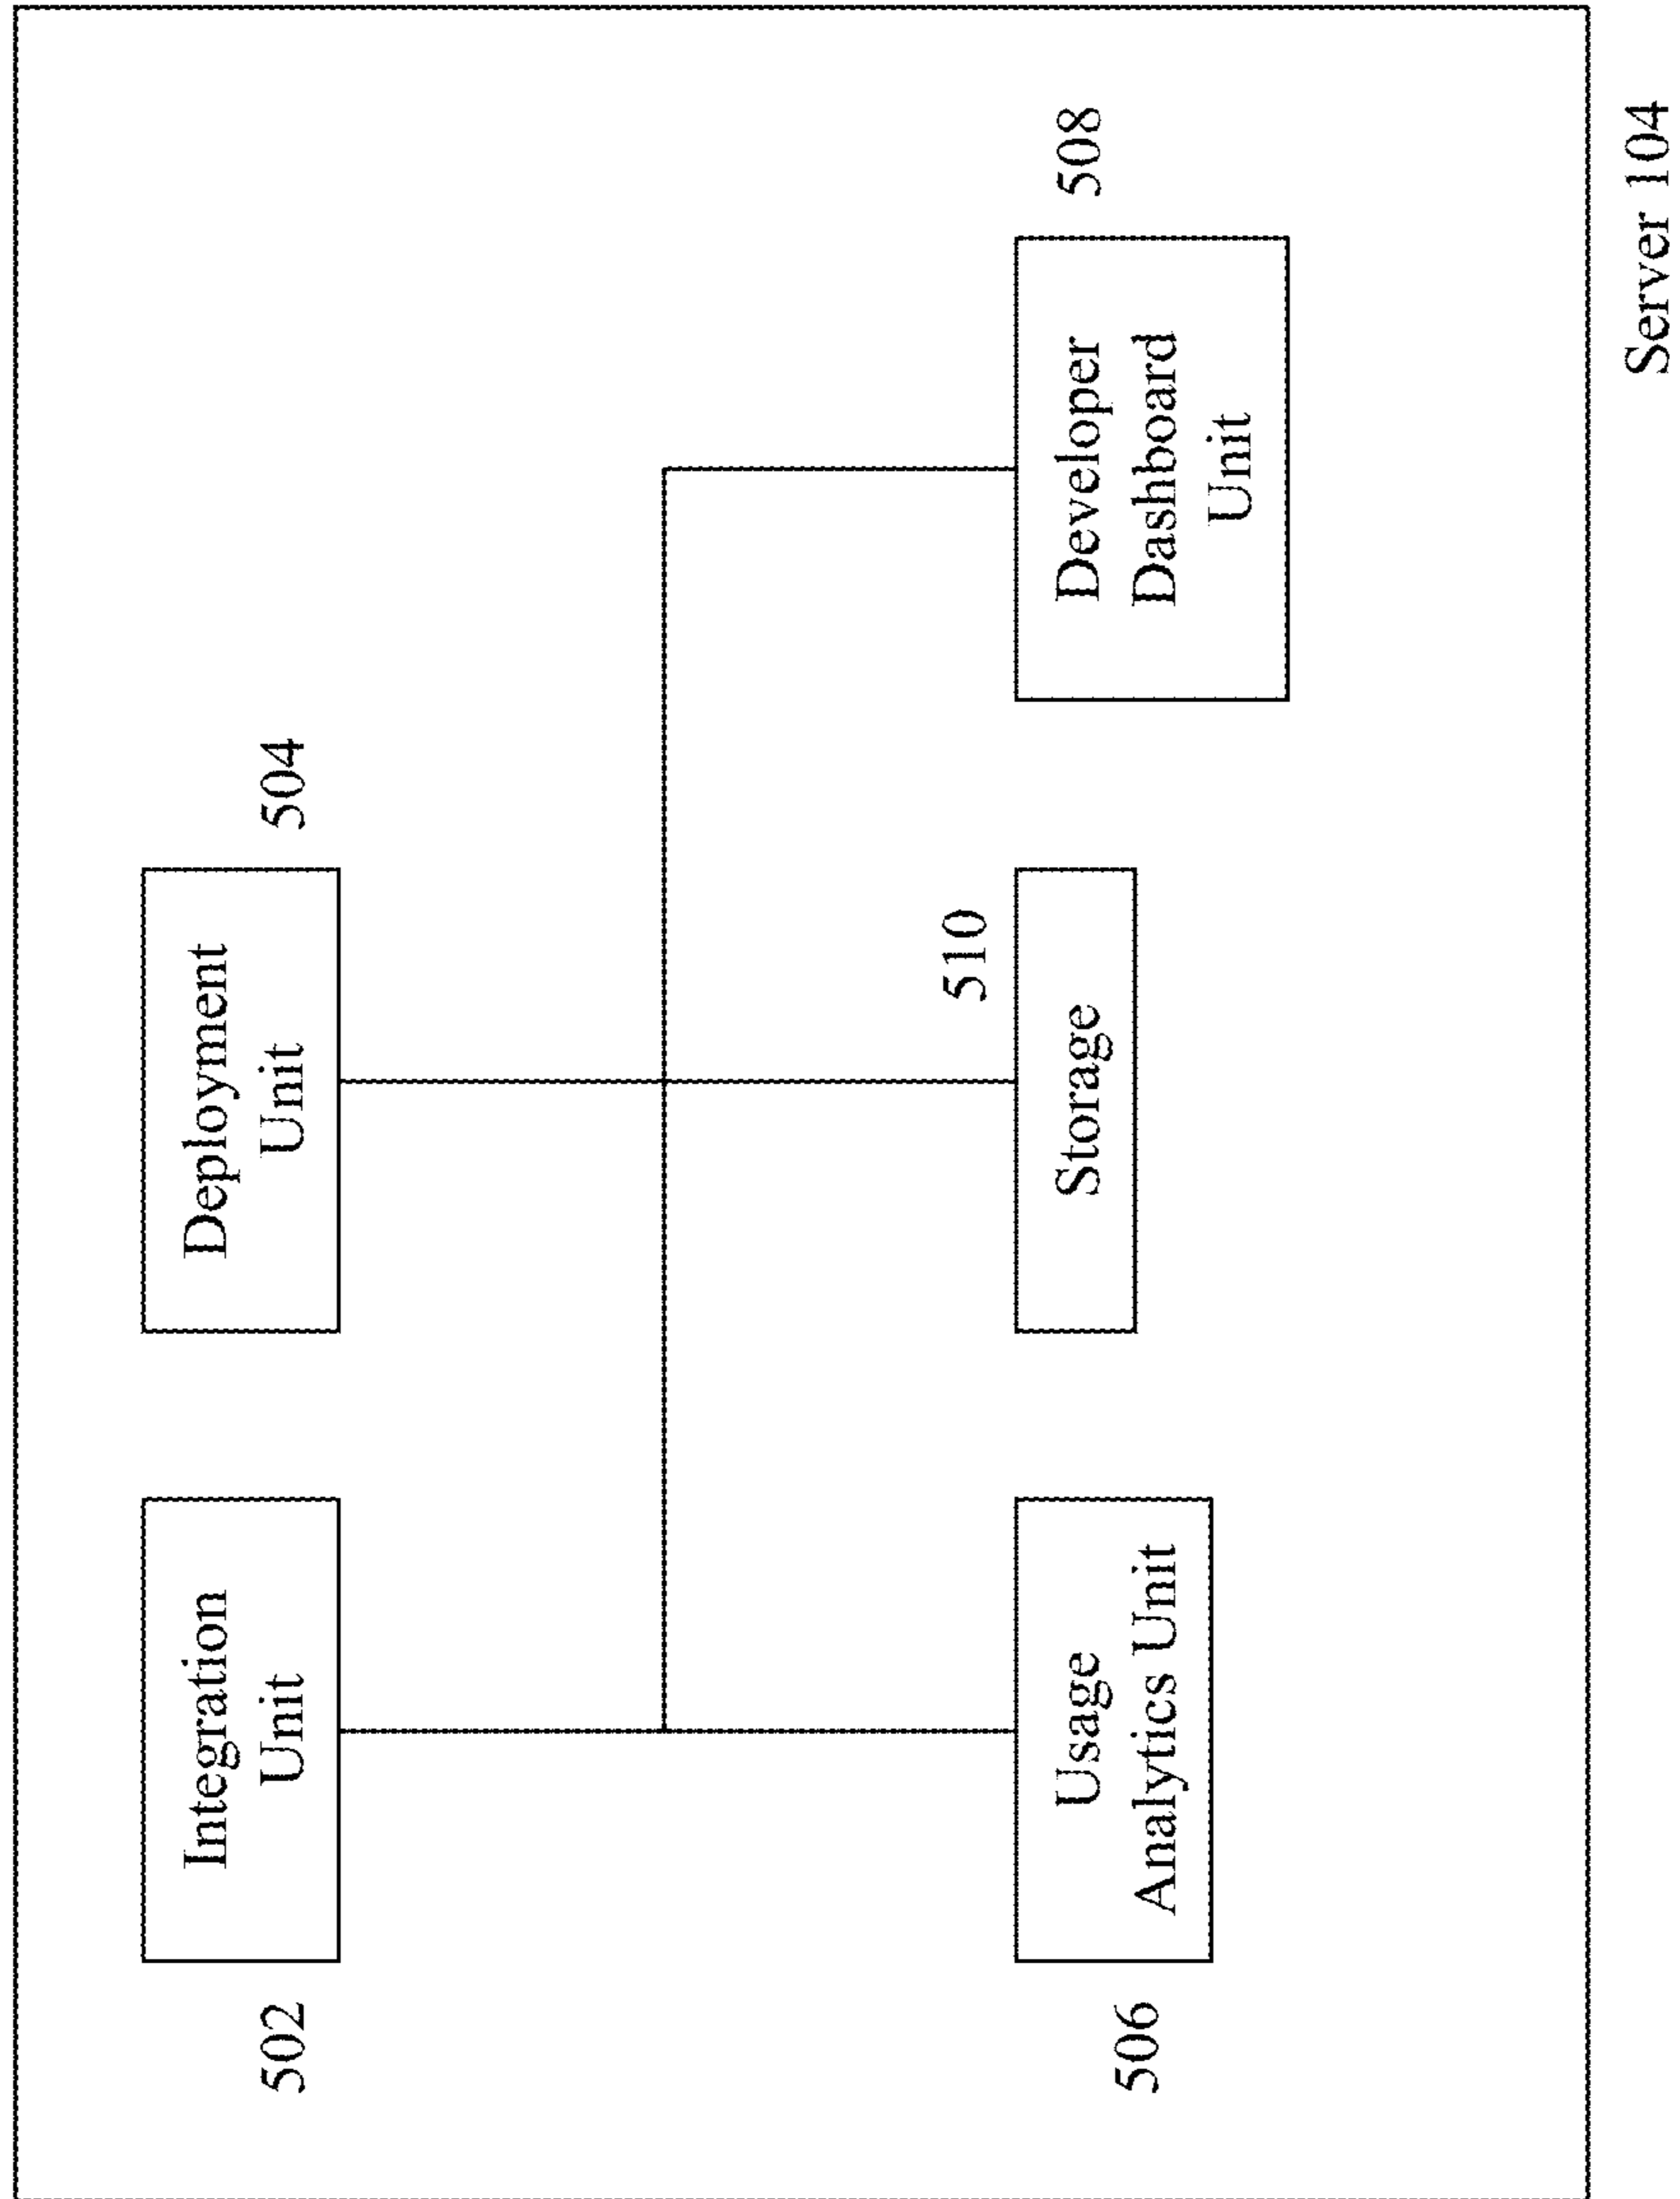 502
Integration
Unit
Deployment
Unit
504
506
Usage
Analytics Unit
510
Storage
Developer
Dashboard
Unit
508
Server 104